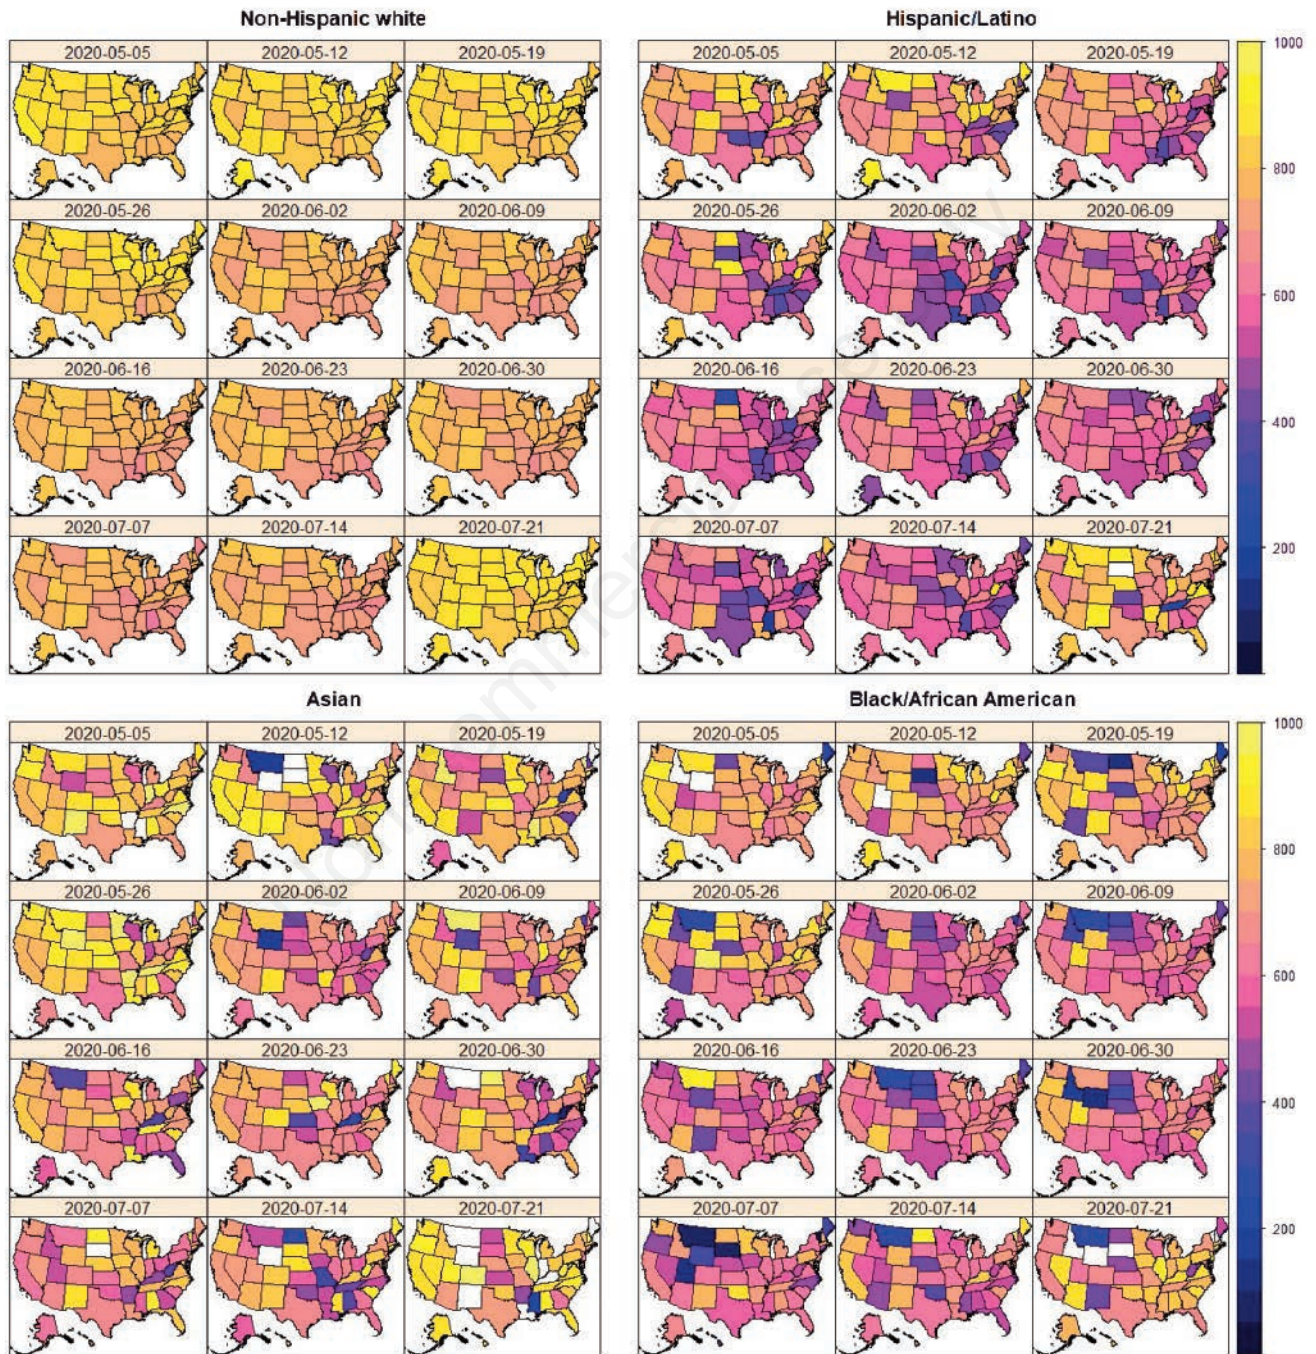 Non-Hispanic white
Hispanic/Latino
2020-05-05 2020-05-12 2020-05-19
2020-05-05 2020-05-12 2020-05-19
1000
800
2020-05-26 2020-06-02 2020-06-09
2020-05-26 2020-06-02 2020-06-09
600
2020-06-16 2020-06-23 2020-06-30
2020-06-16 2020-06-23 2020-06-30
400
2020-07-07 2020-07-14 2020-07-21
2020-07-07 2020-07-14 2020-07-21
200
Asian
Black/African American
2020-05-05 2020-05-12 2020-05-19
2020-05-05 2020-05-12 2020-05-19
1000
800
2020-05-26 2020-06-02 2020-06-09
2020-05-26 2020-06-02 2020-06-09
600
2020-06-16 2020-06-23 2020-06-30
2020-06-16 2020-06-23 2020-06-30
400
2020-07-07 2020-07-14 2020-07-21
2020-07-07 2020-07-14 2020-07-21
200